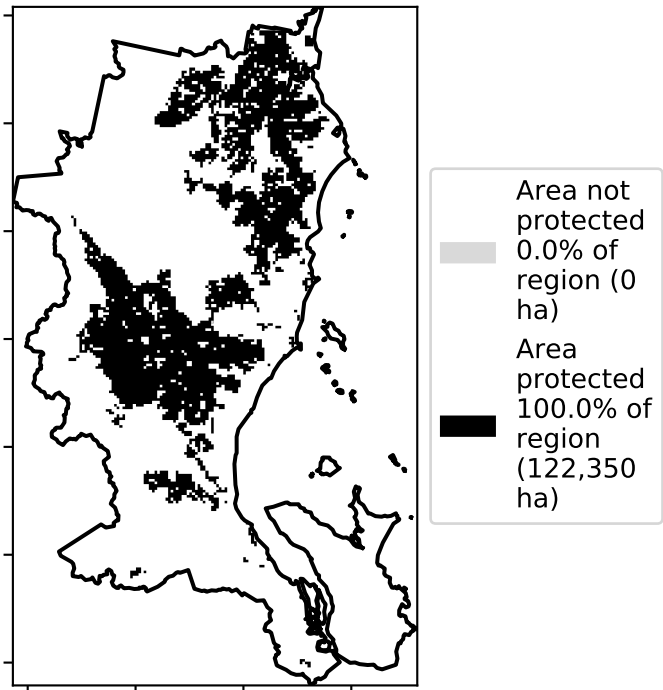 Area not
protected
0.0% of
region (0
ha)
Area
protected
100.0% of
region
(122,350
ha)